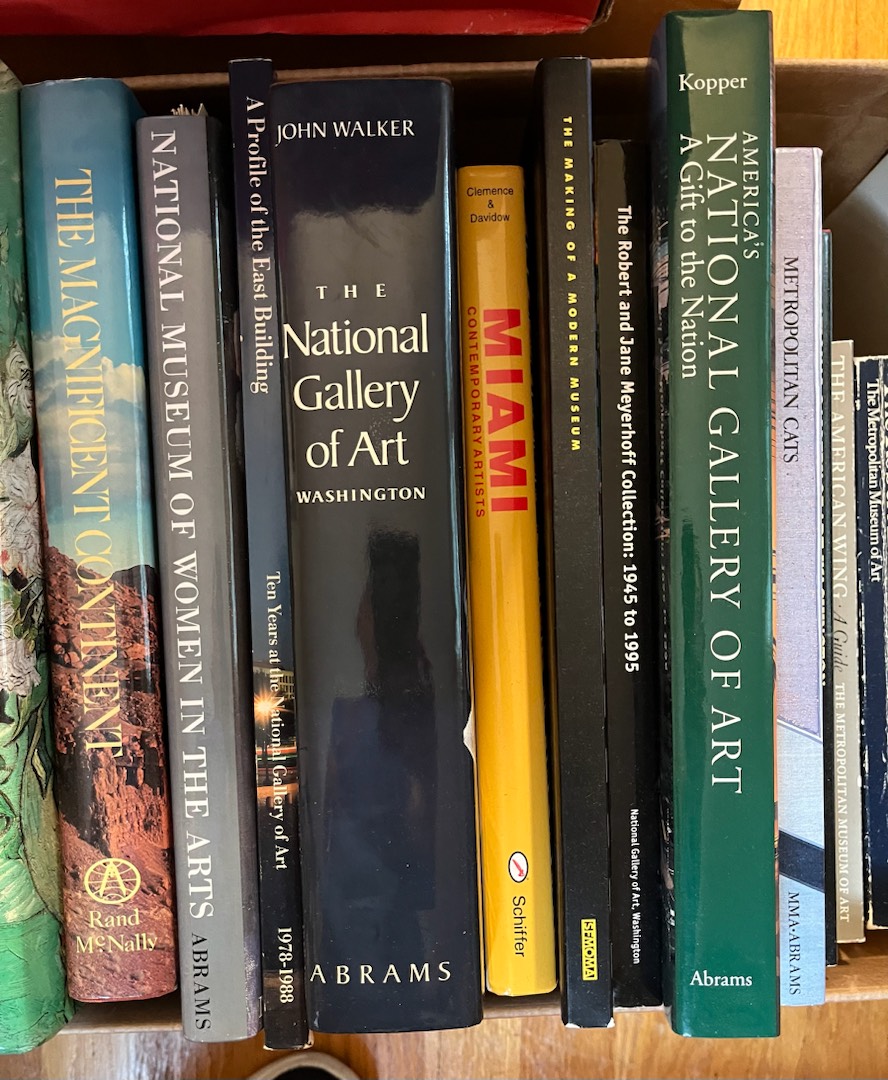 THE MAGNIFICENT CONTINENT
Rand
McNally
NATIONAL MUSEUM OF WOMEN IN THE ARTS
ABRAMS
A Profile of the East Building
Ten Years at the National Gallery of Art
1978-1988
JOHN WALKER
THE
National
Gallery
of Art
WASHINGTON
ABRAMS
Clemence
&
Davidow
MIAMI
CONTEMPORARY ARTISTS
Schiffer
THE MAKING OF A MODERN MUSEUM
SFMOMA
The Robert and Jane Meyerhoff Collection: 1945 to 1995
National Gallery of Art, Washington
Kopper
AMERICA'S
NATIONAL GALLERY OF ART
A Gift to the Nation
Abrams
METROPOLITAN CATS
MMA·ABRAMS
THE AMERICAN WING · A Guide
THE METROPOLITAN MUSEUM OF ART
The Metropolitan Museum of Art